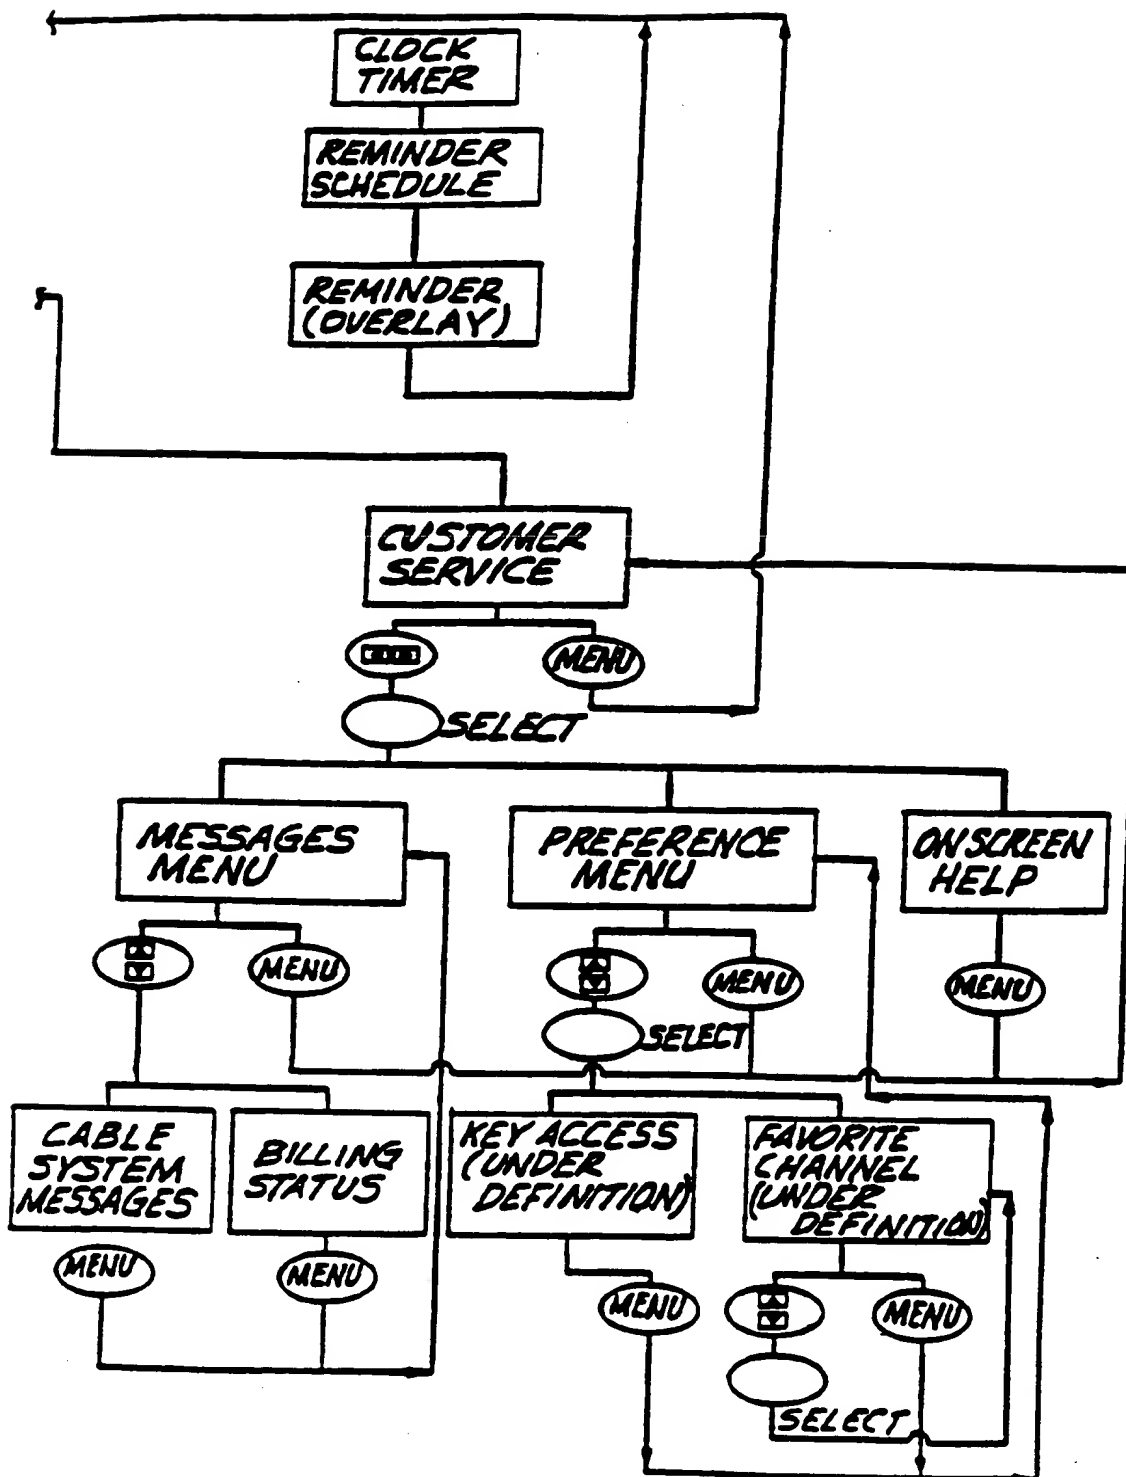 CLOCK
TIMER
REMINDER
SCHEDULE
REMINDER
(OVERLAY)
CUSTOMER
SERVICE
MENU
SELECT
MESSAGES
MENU
PREFERENCE
MENU
ON SCREEN
HELP
MENU
MENU
MENU
SELECT
CABLE
SYSTEM
MESSAGES
BILLING
STATUS
KEY ACCESS
(UNDER
DEFINITION)
FAVORITE
CHANNEL
(UNDER
DEFINITION)
MENU
MENU
MENU
MENU
SELECT